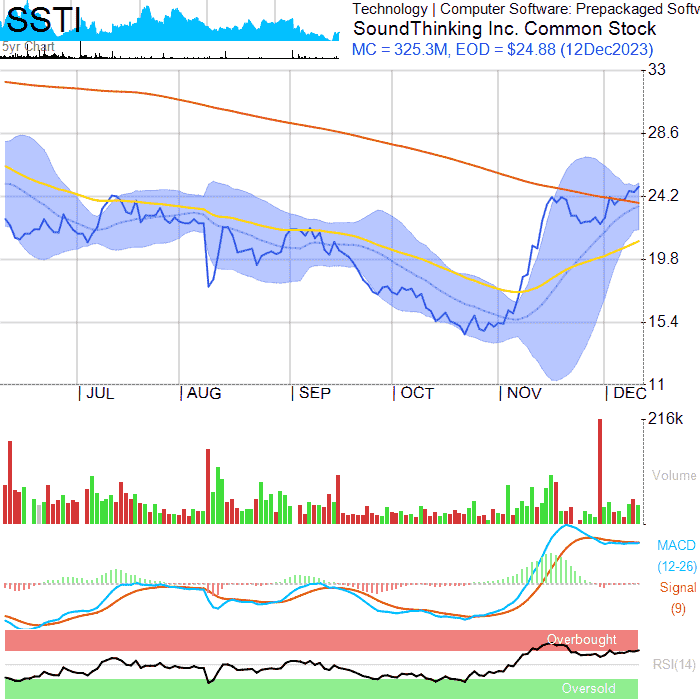 SSTI
5yr Chart
Technology | Computer Software: Prepackaged Softw
SoundThinking Inc. Common Stock
MC = 325.3M, EOD = $24.88 (12Dec2023)
33
28.6
24.2
19.8
15.4
11
| JUL | AUG | SEP | OCT | NOV | DEC
216k
Volume
MACD
(12-26)
Signal
(9)
Overbought
RSI(14)
Oversold